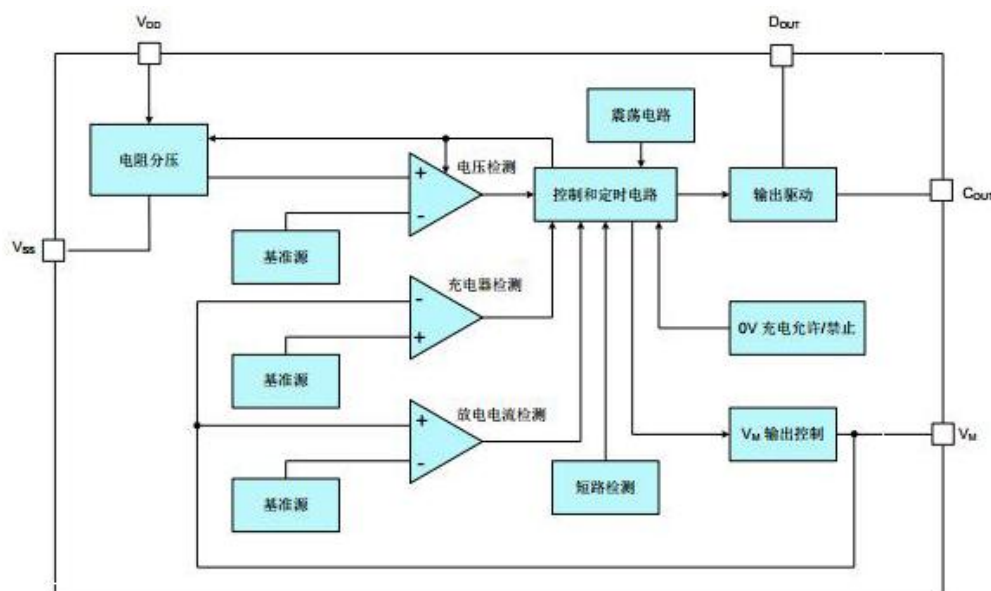 VDD
DOUT
震荡电路
电阻分压
电压检测
+
-
控制和定时电路
输出驱动
COUT
VSS
基准源
充电器检测
-
+
0V 充电允许/禁止
基准源
放电电流检测
+
-
VM 输出控制
VM
基准源
短路检测